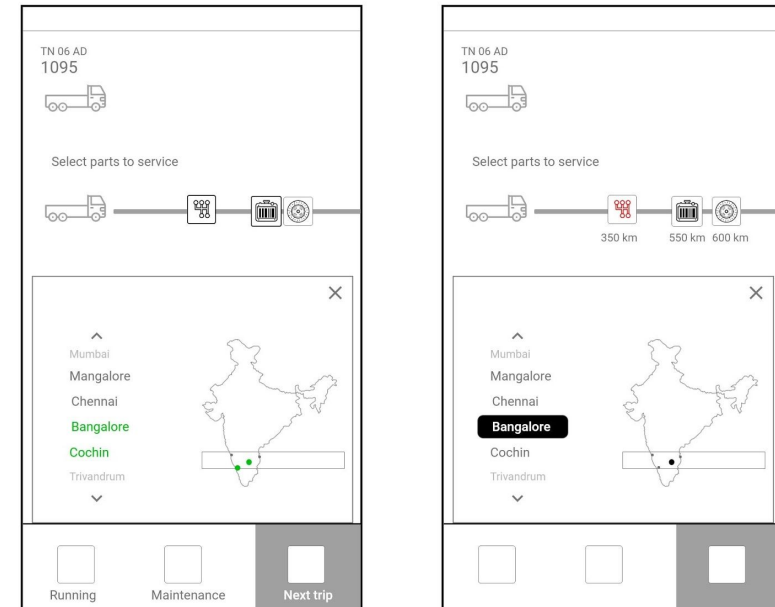 TN 06 AD
1095
Select parts to service
Mumbai
Mangalore
Chennai
Bangalore
Cochin
Trivandrum
Running Maintenance Next trip
TN 06 AD
1095
Select parts to service
350 km 550 km 600 km
Mumbai
Mangalore
Chennai
Bangalore
Cochin
Trivandrum